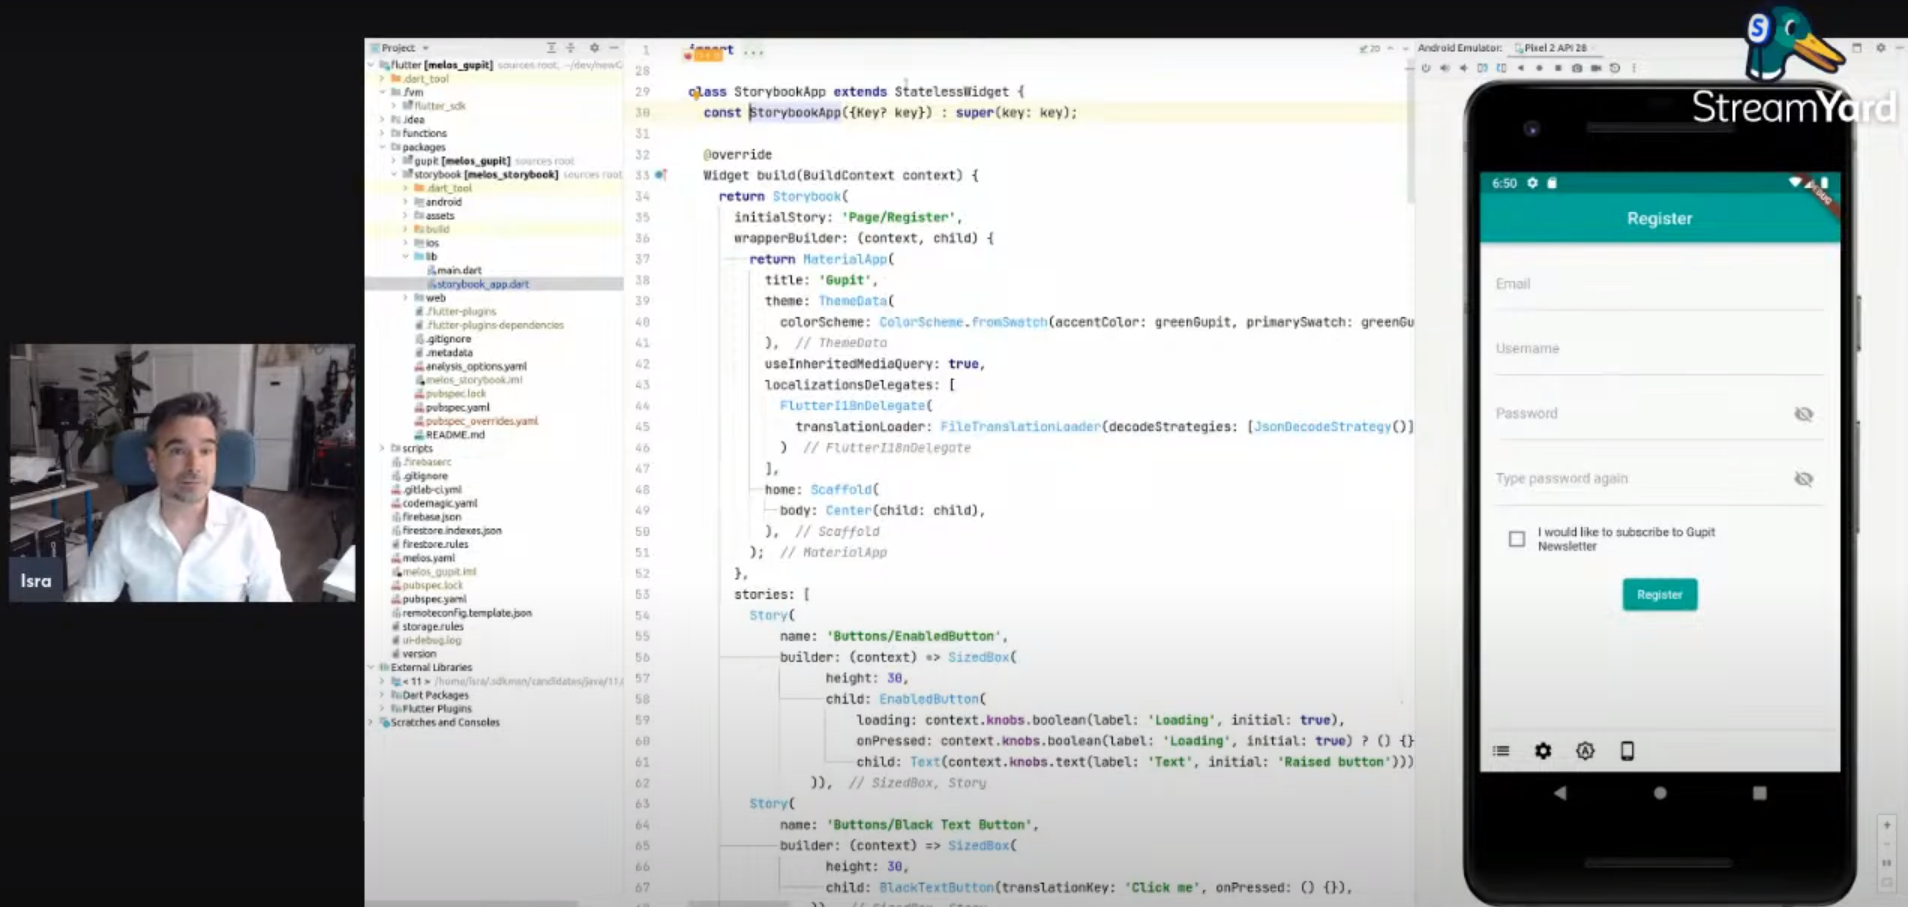 Project
flutter [melos_gupit] sources root, ~/dev/newG
.dart_tool
.fvm
flutter_sdk
.idea
functions
packages
gupit [melos_gupit] sources root
storybook [melos_storybook] sources root
.dart_tool
android
assets
build
ios
lib
main.dart
storybook_app.dart
web
.flutter-plugins
.flutter-plugins-dependencies
.gitignore
.metadata
analysis_options.yaml
melos_storybook.iml
pubspec.lock
pubspec.yaml
pubspec_overrides.yaml
README.md
scripts
.firebaserc
.gitignore
.gitlab-ci.yml
codemagic.yaml
firebase.json
firestore.indexes.json
firestore.rules
melos.yaml
melos_gupit.iml
pubspec.lock
pubspec.yaml
remoteconfig.template.json
storage.rules
ui-debug.log
version
External Libraries
< 11 > /home/isra/.sdkman/candidates/java/11.
Dart Packages
Flutter Plugins
Scratches and Consoles
Isra
1 import ...
28
29 class StorybookApp extends StatelessWidget {
30 const StorybookApp({Key? key}) : super(key: key);
31
32 @override
33 Widget build(BuildContext context) {
34 return Storybook(
35 initialStory: 'Page/Register',
36 wrapperBuilder: (context, child) {
37 return MaterialApp(
38 title: 'Gupit',
39 theme: ThemeData(
40 colorScheme: ColorScheme.fromSwatch(accentColor: greenGupit, primarySwatch: greenGu
41 ), // ThemeData
42 useInheritedMediaQuery: true,
43 localizationsDelegates: [
44 FlutterI18nDelegate(
45 translationLoader: FileTranslationLoader(decodeStrategies: [JsonDecodeStrategy()]
46 ) // FlutterI18nDelegate
47 ],
48 home: Scaffold(
49 body: Center(child: child),
50 ), // Scaffold
51 ); // MaterialApp
52 },
53 stories: [
54 Story(
55 name: 'Buttons/EnabledButton',
56 builder: (context) => SizedBox(
57 height: 30,
58 child: EnabledButton(
59 loading: context.knobs.boolean(label: 'Loading', initial: true),
60 onPressed: context.knobs.boolean(label: 'Loading', initial: true) ? () {}
61 child: Text(context.knobs.text(label: 'Text', initial: 'Raised button')))
62 )), // SizedBox, Story
63 Story(
64 name: 'Buttons/Black Text Button',
65 builder: (context) => SizedBox(
66 height: 30,
67 child: BlackTextButton(translationKey: 'Click me', onPressed: () {}),
)), // SizedBox, Story
20
Android Emulator: Pixel 2 API 28
StreamYard
6:50
DEBUG
Register
Email
Username
Password
Type password again
I would like to subscribe to Gupit
Newsletter
Register